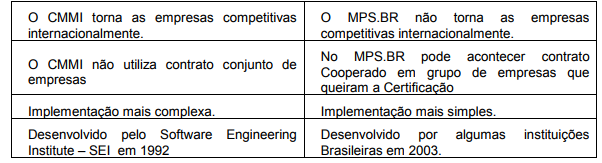 O CMMI torna as empresas competitivas
internacionalmente.
O MPS.BR não torna as empresas
competitivas internacionalmente.
O CMMI não utiliza contrato conjunto de
empresas
No MPS.BR pode acontecer contrato
Cooperado em grupo de empresas que
queiram a Certificação
Implementação mais complexa.
Implementação mais simples.
Desenvolvido pelo Software Engineering
Institute – SEI em 1992
Desenvolvido por algumas instituições
Brasileiras em 2003.